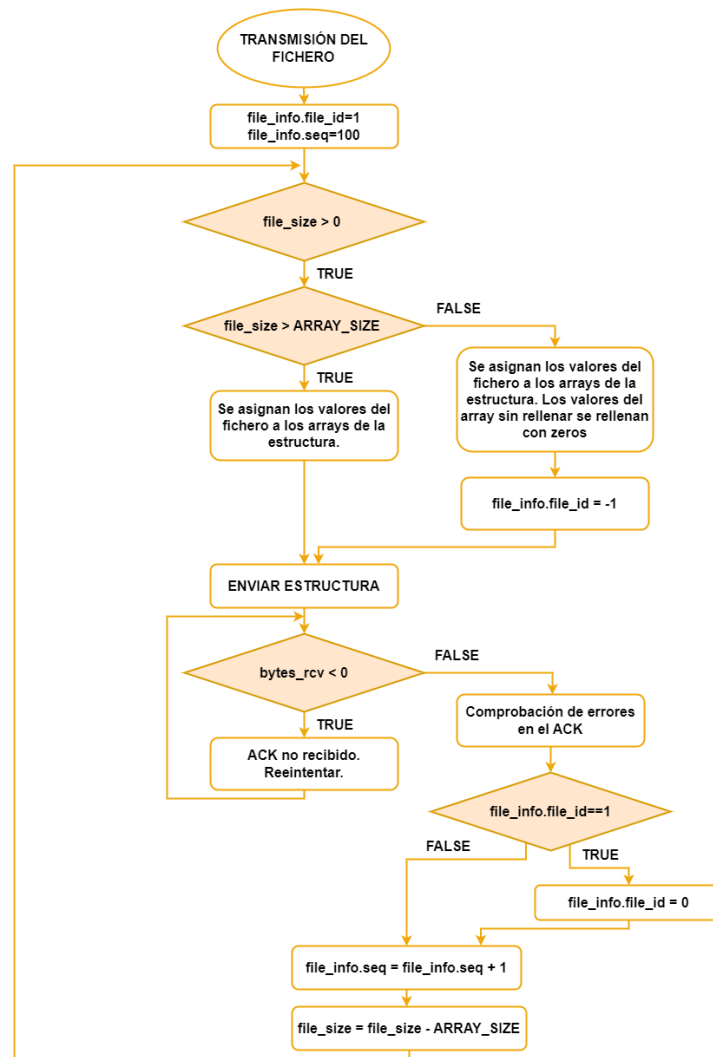 TRANSMISIÓN DEL
FICHERO
file_info.file_id=1
file_info.seq=100
file_size > 0
TRUE
file_size > ARRAY_SIZE
FALSE
TRUE
Se asignan los valores del
fichero a los arrays de la
estructura.
Se asignan los valores del
fichero a los arrays de la
estructura. Los valores del
array sin rellenar se rellenan
con zeros
file_info.file_id = -1
ENVIAR ESTRUCTURA
bytes_rcv < 0
FALSE
TRUE
ACK no recibido.
Reeintentar.
Comprobación de errores
en el ACK
file_info.file_id==1
FALSE
TRUE
file_info.file_id = 0
file_info.seq = file_info.seq + 1
file_size = file_size - ARRAY_SIZE